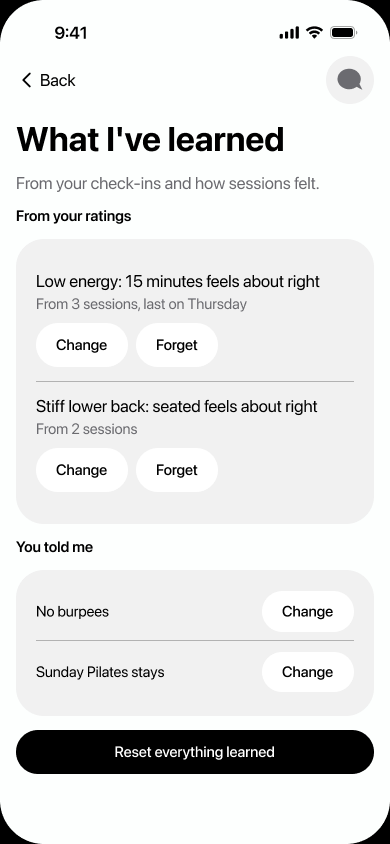 9:41
Back
What I've learned
From your check-ins and how sessions felt.
From your ratings
Low energy: 15 minutes feels about right
From 3 sessions, last on Thursday
Change Forget
Stiff lower back: seated feels about right
From 2 sessions
Change Forget
You told me
No burpees Change
Sunday Pilates stays Change
Reset everything learned